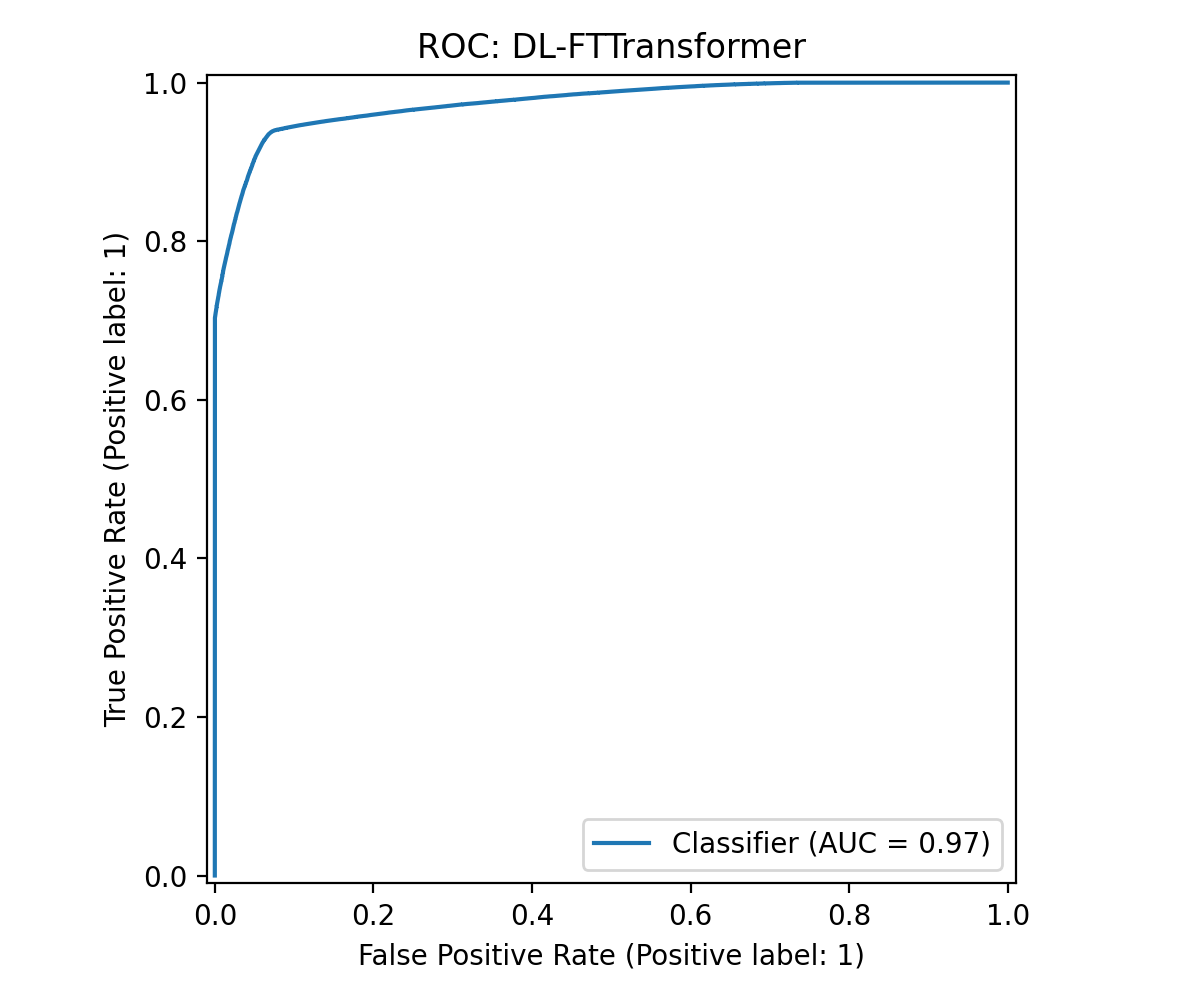 ROC: DL-FTTransformer
True Positive Rate (Positive label: 1)
1.0
0.8
0.6
0.4
0.2
0.0
Classifier (AUC = 0.97)
0.0 0.2 0.4 0.6 0.8 1.0
False Positive Rate (Positive label: 1)